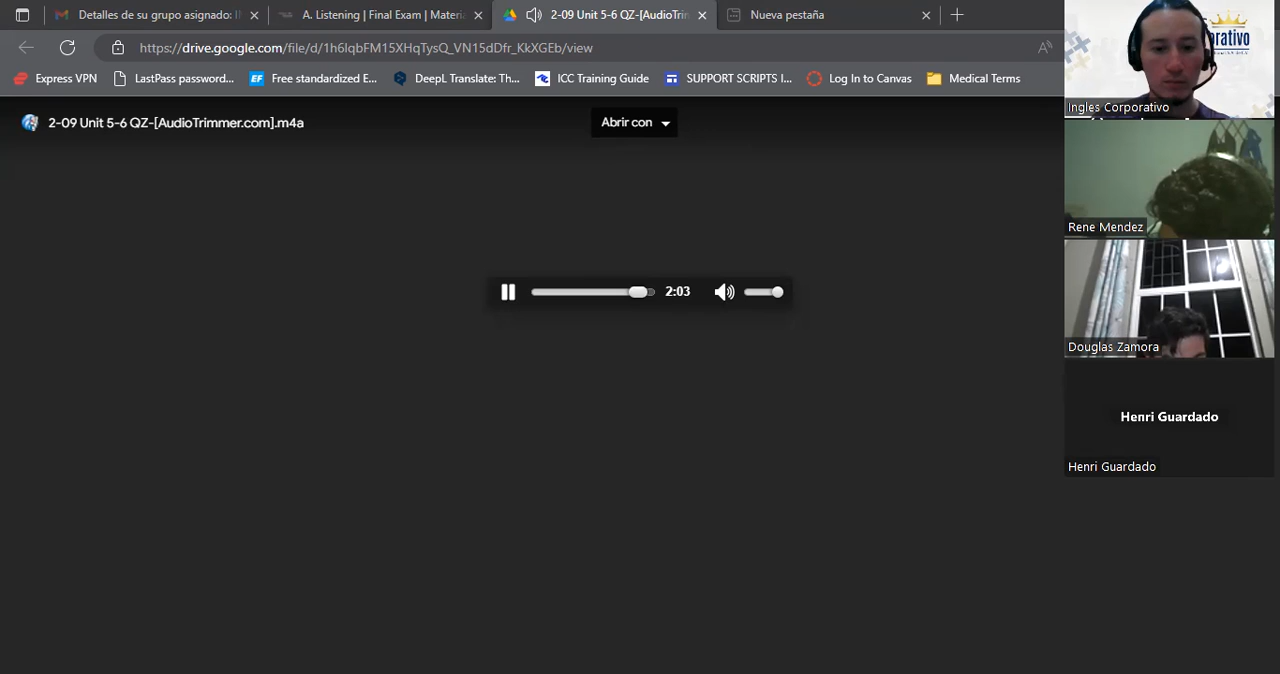 Detalles de su grupo asignado: I
A. Listening | Final Exam | Materi
2-09 Unit 5-6 QZ-[AudioTrim
Nueva pestaña
https://drive.google.com/file/d/1h6lqbFM15XHqTysQ_VN15dDfr_KkXGEb/view
Express VPN
LastPass password...
EF Free standardized E...
DeepL Translate: Th...
ICC Training Guide
SUPPORT SCRIPTS I...
Log In to Canvas
Medical Terms
2-09 Unit 5-6 QZ-[AudioTrimmer.com].m4a
Abrir con
2:03
Ingles Corporativo
Rene Mendez
Douglas Zamora
Henri Guardado
Henri Guardado